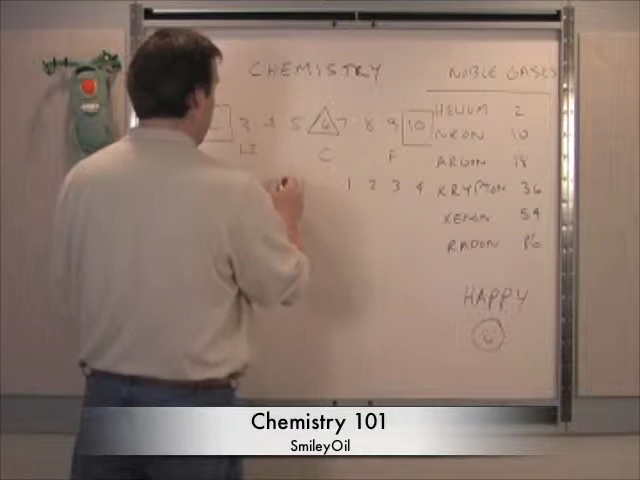 CHEMISTRY
NOBLE GASES
3 4 5 6 7 8 9 10
LI C F
1 2 3 4
HELIUM 2
NEON 10
ARGON 18
KRYPTON 36
XENON 54
RADON 86
HAPPY
Chemistry 101
SmileyOil